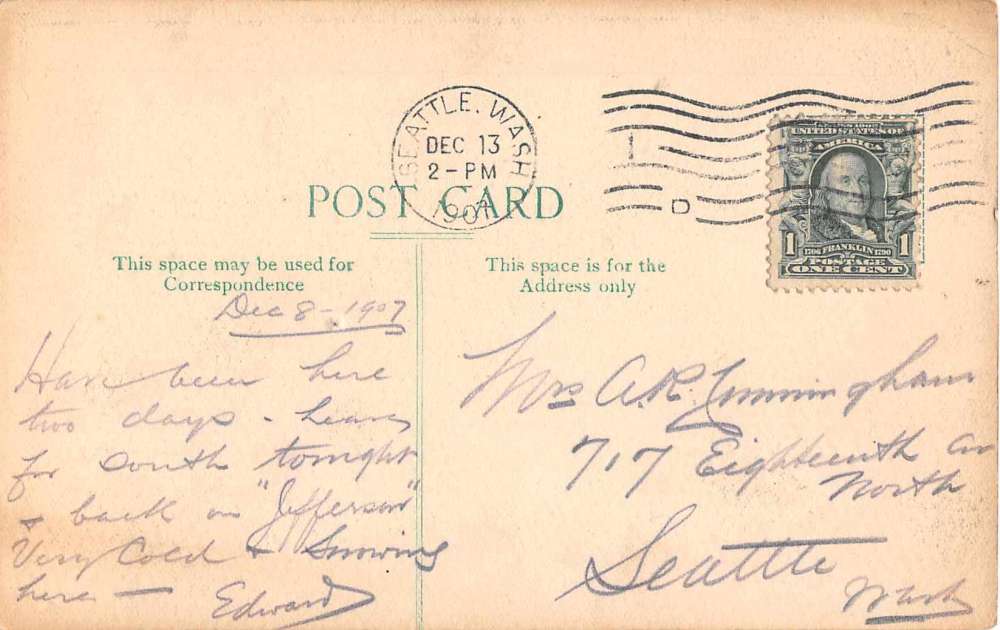 SEATTLE. WASH
DEC 13
2-PM
1907
D
SERIES 1902
UNITED STATES OF
AMERICA
1 1706 FRANKLIN 1790 1
POSTAGE
ONE CENT
POST CARD
This space may be used for
Correspondence
This space is for the
Address only
Dec 8 - 1907
Have been here
two days - leave
for south tonight
& back on "Jefferson"
Very Cold & Snowing
here - Edward
Mrs A.R. Cunningham
717 Eighteenth Av
North
Seattle
Wash